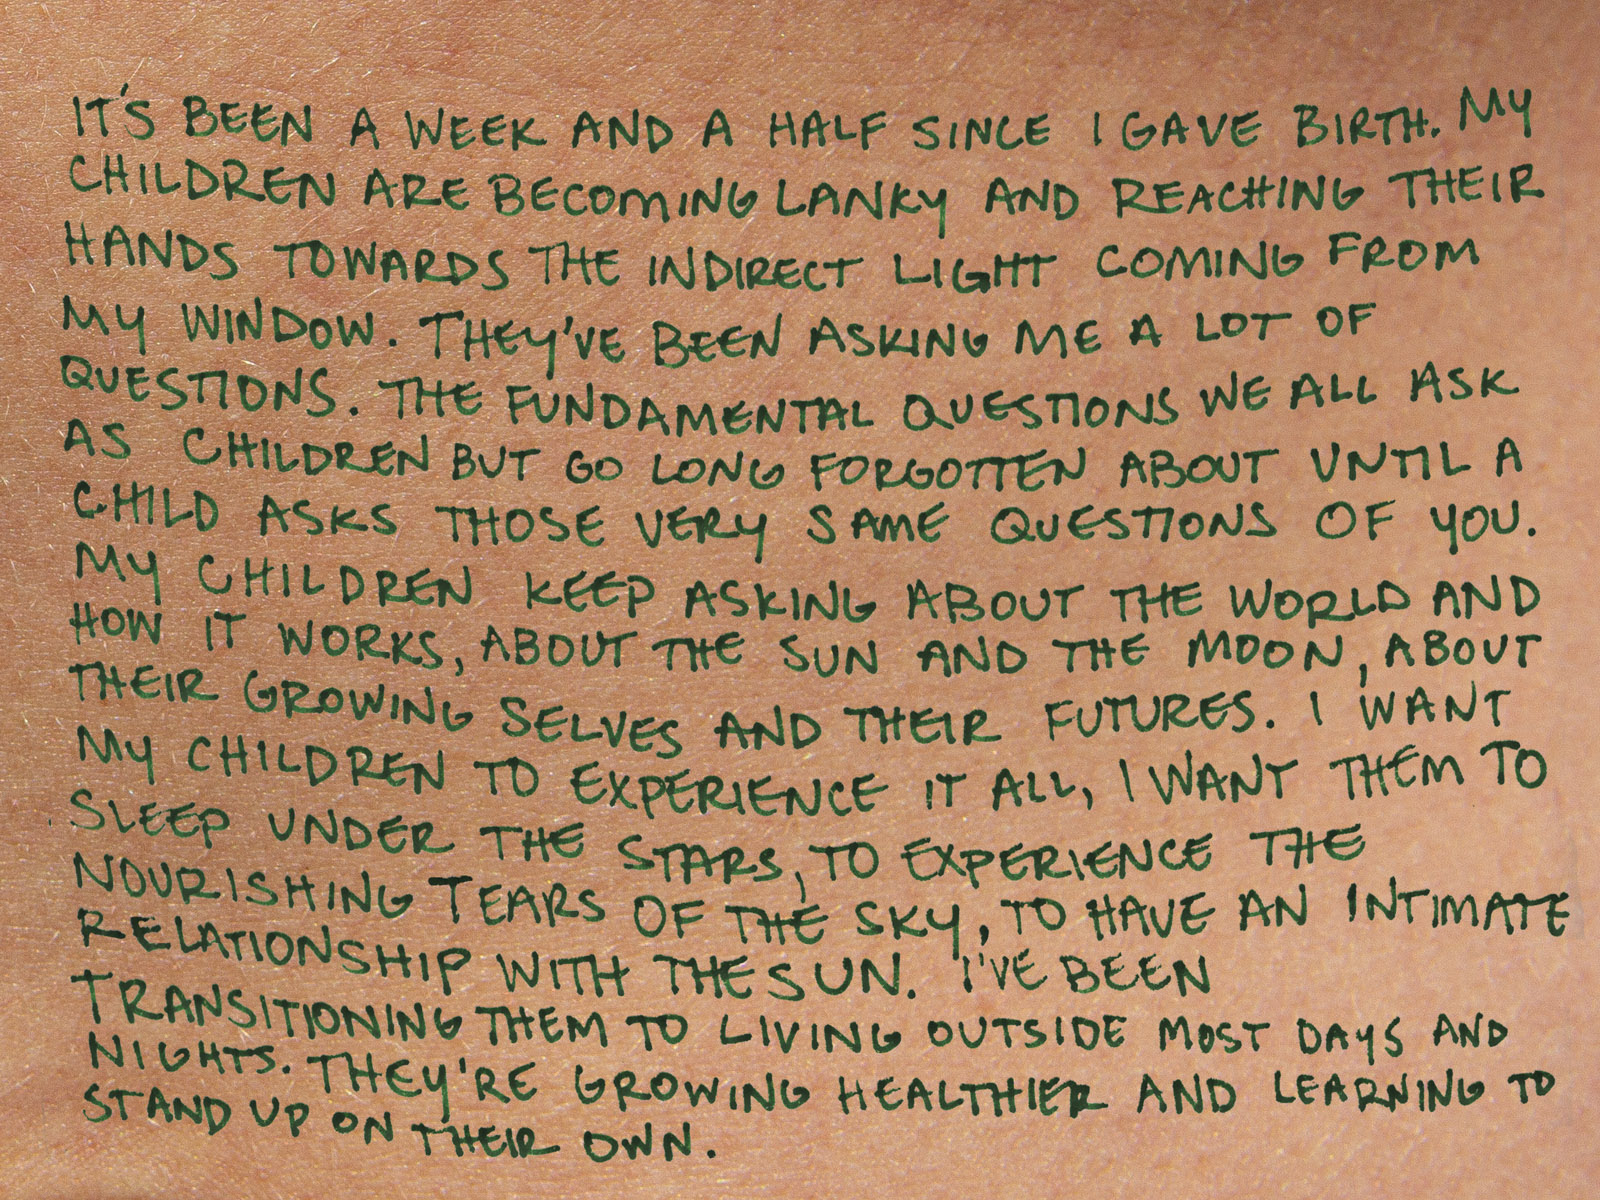 IT'S BEEN A WEEK AND A HALF SINCE I GAVE BIRTH. MY
CHILDREN ARE BECOMING LANKY AND REACHING THEIR
HANDS TOWARDS THE INDIRECT LIGHT COMING FROM
MY WINDOW. THEY'VE BEEN ASKING ME A LOT OF
QUESTIONS. THE FUNDAMENTAL QUESTIONS WE ALL ASK
AS CHILDREN BUT GO LONG FORGOTTEN ABOUT UNTIL A
CHILD ASKS THOSE VERY SAME QUESTIONS OF YOU.
MY CHILDREN KEEP ASKING ABOUT THE WORLD AND
HOW IT WORKS, ABOUT THE SUN AND THE MOON, ABOUT
THEIR GROWING SELVES AND THEIR FUTURES. I WANT
MY CHILDREN TO EXPERIENCE IT ALL, I WANT THEM TO
SLEEP UNDER THE STARS, TO EXPERIENCE THE
NOURISHING TEARS OF THE SKY, TO HAVE AN INTIMATE
RELATIONSHIP WITH THE SUN. I'VE BEEN
TRANSITIONING THEM TO LIVING OUTSIDE MOST DAYS AND
NIGHTS. THEY'RE GROWING HEALTHIER AND LEARNING TO
STAND UP ON THEIR OWN.